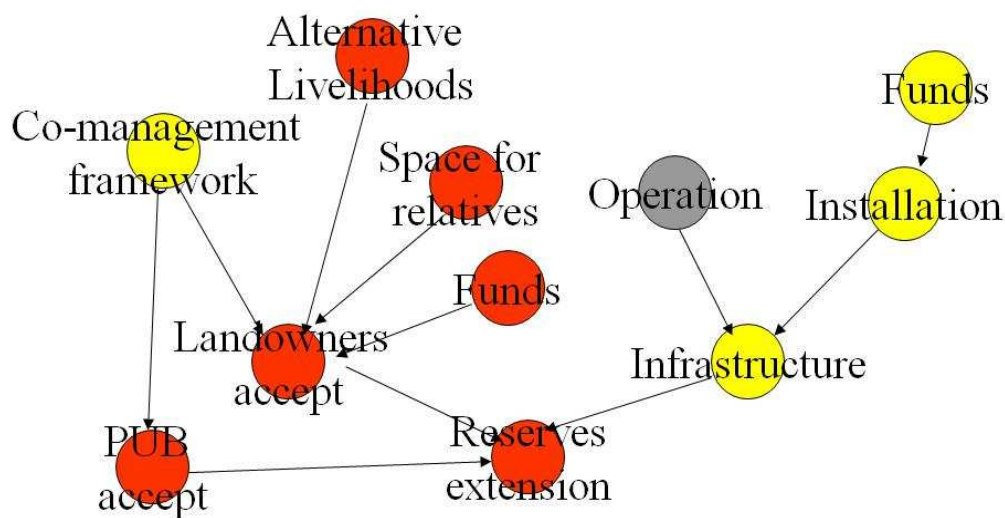 Alternative
Livelihoods
Funds
Co-management
framework
Space for
relatives
Operation
Installation
Funds
Landowners
accept
Infrastructure
PUB
accept
Reserves
extension